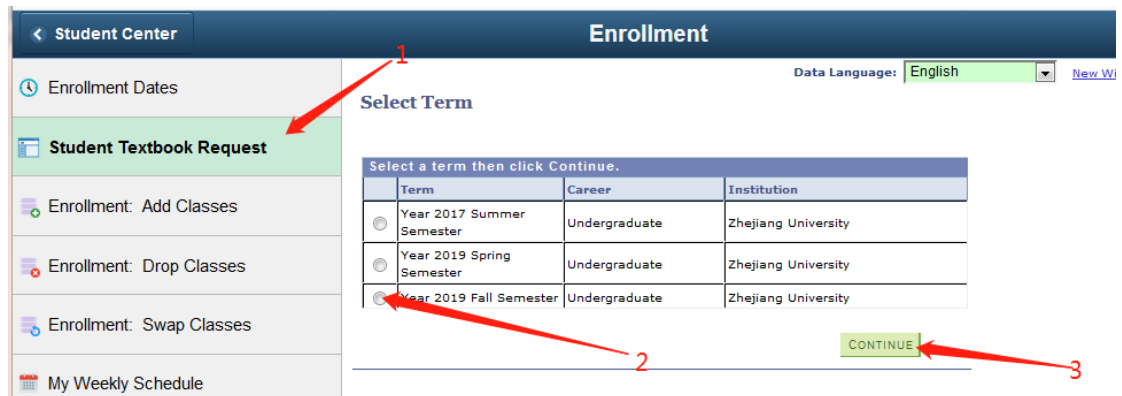 Student Center
Enrollment
1
Data Language: English
New Wi
Enrollment Dates
Select Term
Student Textbook Request
Select a term then click Continue.
Term Career Institution
Enrollment: Add Classes
Year 2017 Summer
Semester
Undergraduate Zhejiang University
Year 2019 Spring
Semester
Undergraduate Zhejiang University
Enrollment: Drop Classes
Year 2019 Fall Semester Undergraduate Zhejiang University
Enrollment: Swap Classes
CONTINUE
2
3
My Weekly Schedule